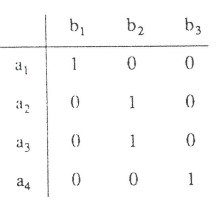 b₁ b₂ b₃
a₁ 1 0 0
a₂ 0 1 0
a₃ 0 1 0
a₄ 0 0 1